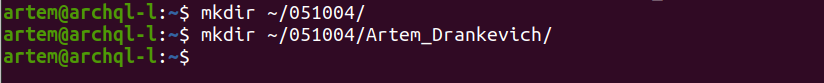 artem@archql-l:~$ mkdir ~/051004/
artem@archql-l:~$ mkdir ~/051004/Artem_Drankevich/
artem@archql-l:~$